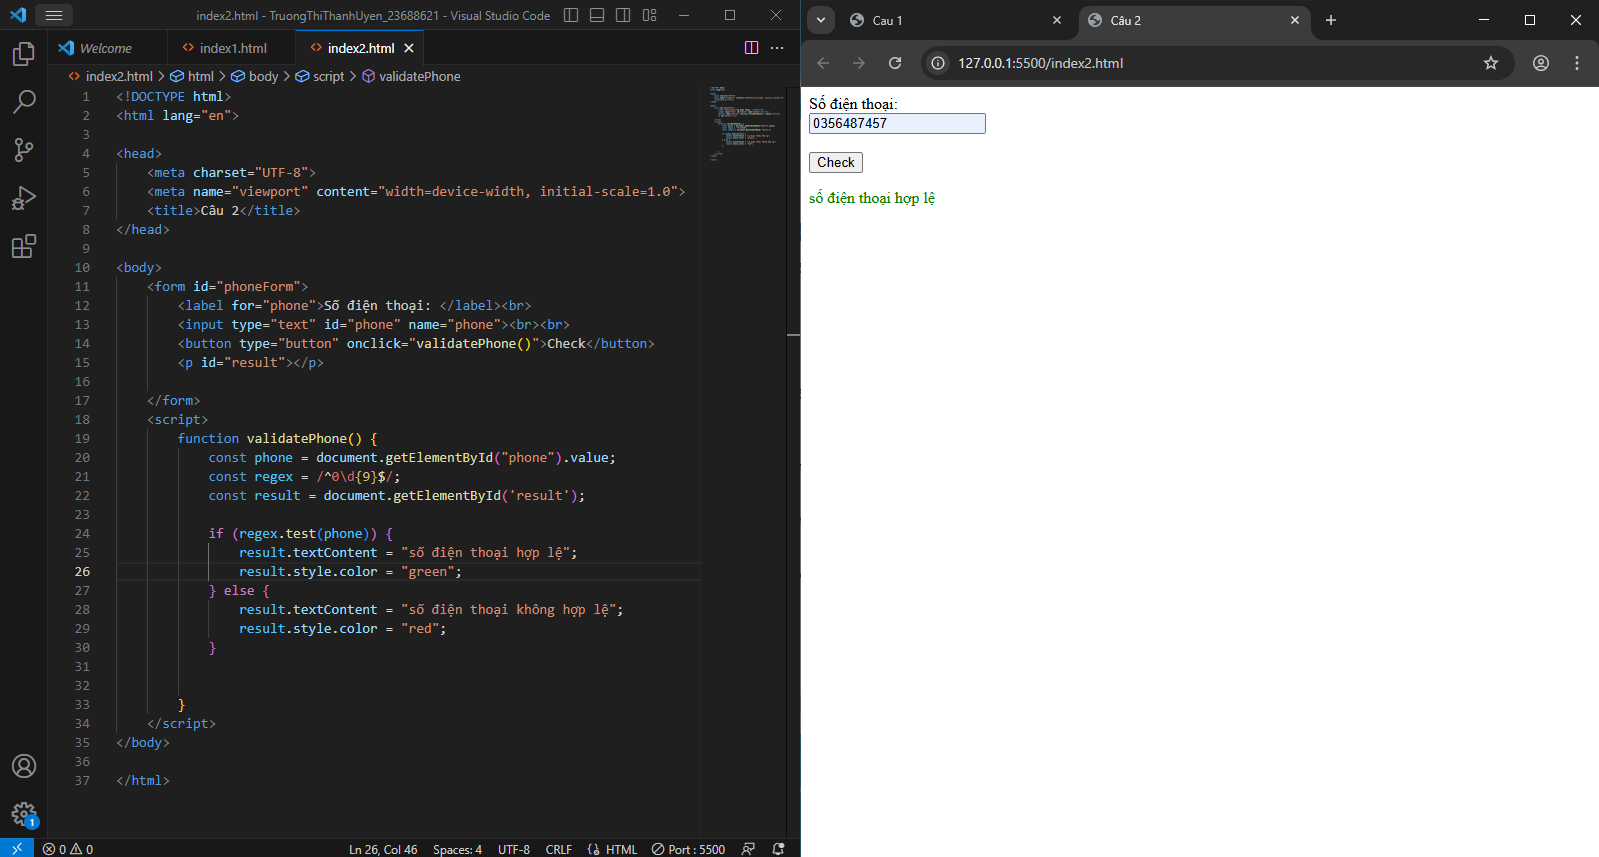 index2.html - TruongThiThanhUyen_23688621 - Visual Studio Code
Welcome
index1.html
index2.html
index2.html > html > body > script > validatePhone
1 <!DOCTYPE html>
2 <html lang="en">
3
4 <head>
5 <meta charset="UTF-8">
6 <meta name="viewport" content="width=device-width, initial-scale=1.0">
7 <title>Câu 2</title>
8 </head>
9
10 <body>
11 <form id="phoneForm">
12 <label for="phone">Số điện thoại: </label><br>
13 <input type="text" id="phone" name="phone"><br><br>
14 <button type="button" onclick="validatePhone()">Check</button>
15 <p id="result"></p>
16
17 </form>
18 <script>
19 function validatePhone() {
20 const phone = document.getElementById("phone").value;
21 const regex = /^0\d{9}$/;
22 const result = document.getElementById('result');
23
24 if (regex.test(phone)) {
25 result.textContent = "số điện thoại hợp lệ";
26 result.style.color = "green";
27 } else {
28 result.textContent = "số điện thoại không hợp lệ";
29 result.style.color = "red";
30 }
31
32
33 }
34 </script>
35 </body>
36
37 </html>
1
0 0
Ln 26, Col 46
Spaces: 4
UTF-8
CRLF
HTML
Port : 5500
Cau 1
Câu 2
127.0.0.1:5500/index2.html
Số điện thoại:
0356487457
Check
số điện thoại hợp lệ